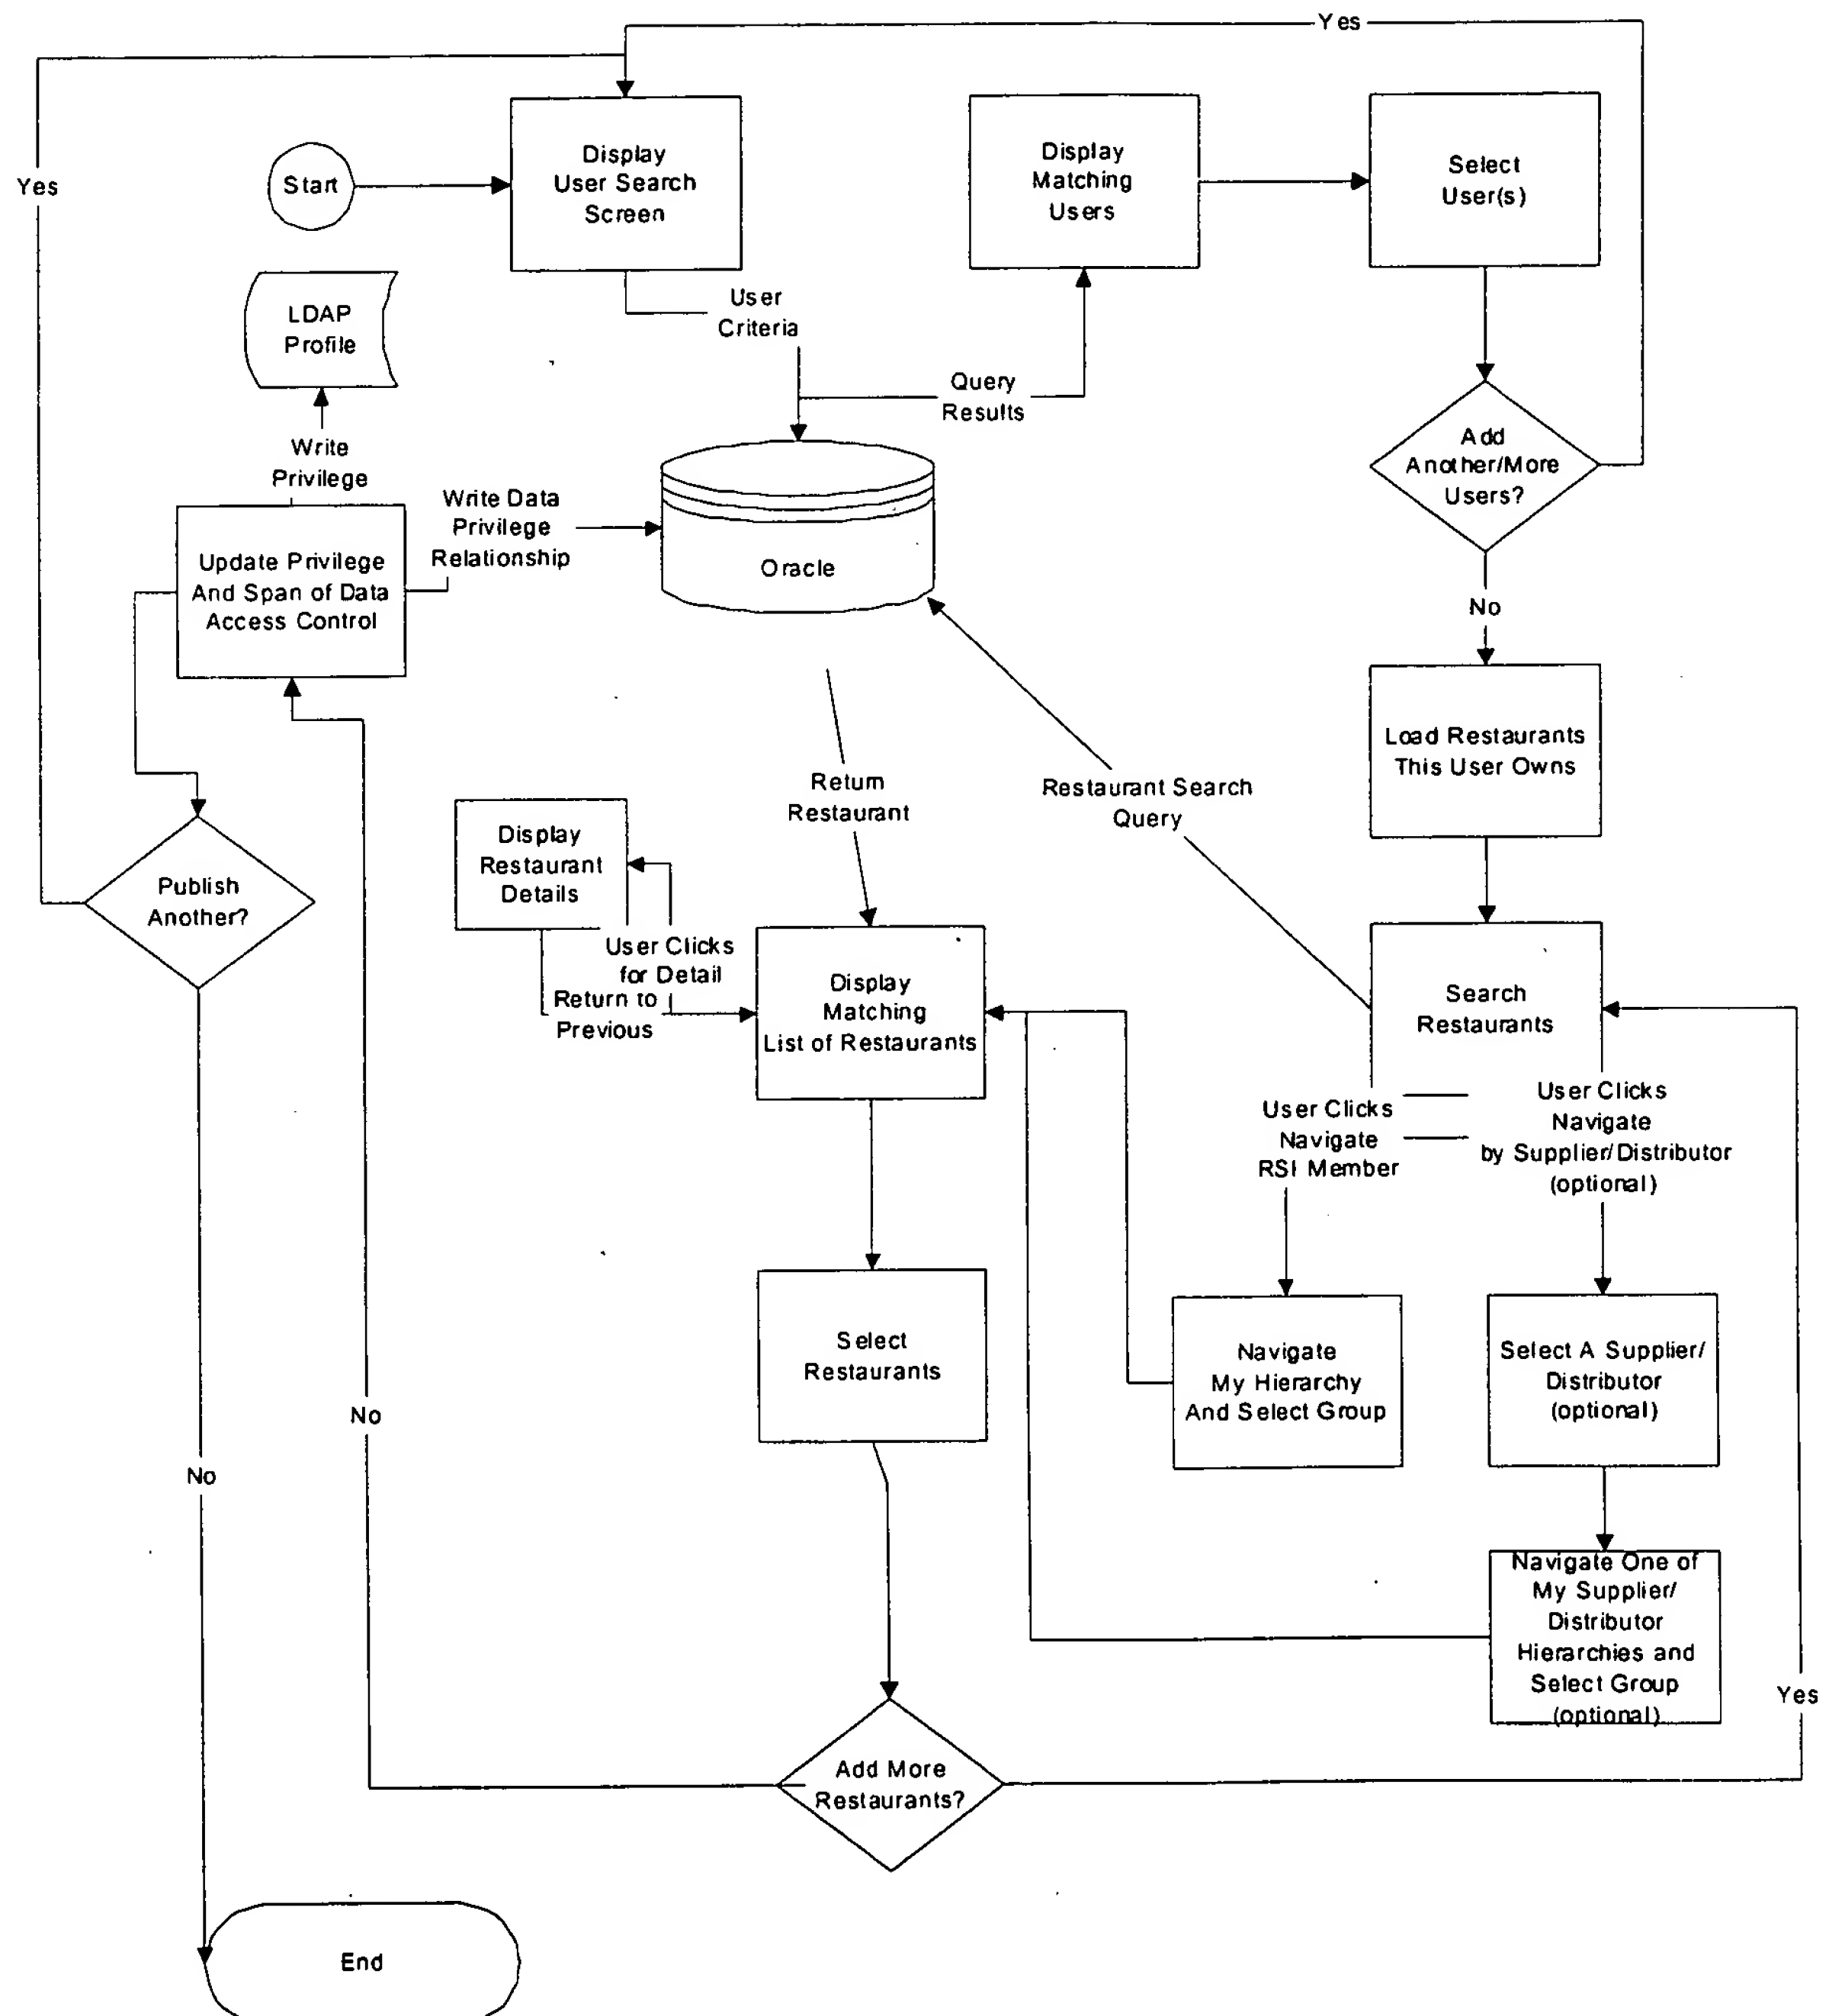 Yes
Yes
Start
Display
User Search
Screen
Display
Matching
Users
Select
User(s)
LDAP
Profile
User
Criteria
Query
Results
Write
Privilege
Write Data
Privilege
Relationship
Add
Another/More
Users?
Update Privilege
And Span of Data
Access Control
Oracle
No
Load Restaurants
This User Owns
Return
Restaurant
Restaurant Search
Query
Display
Restaurant
Details
Publish
Another?
User Clicks
for Detail
Return to
Previous
Display
Matching
List of Restaurants
Search
Restaurants
User Clicks
Navigate
RSI Member
User Clicks
Navigate
by Supplier/Distributor
(optional)
Select
Restaurants
Navigate
My Hierarchy
And Select Group
Select A Supplier/
Distributor
(optional)
No
No
Navigate One of
My Supplier/
Distributor
Hierarchies and
Select Group
(optional)
Yes
Add More
Restaurants?
End